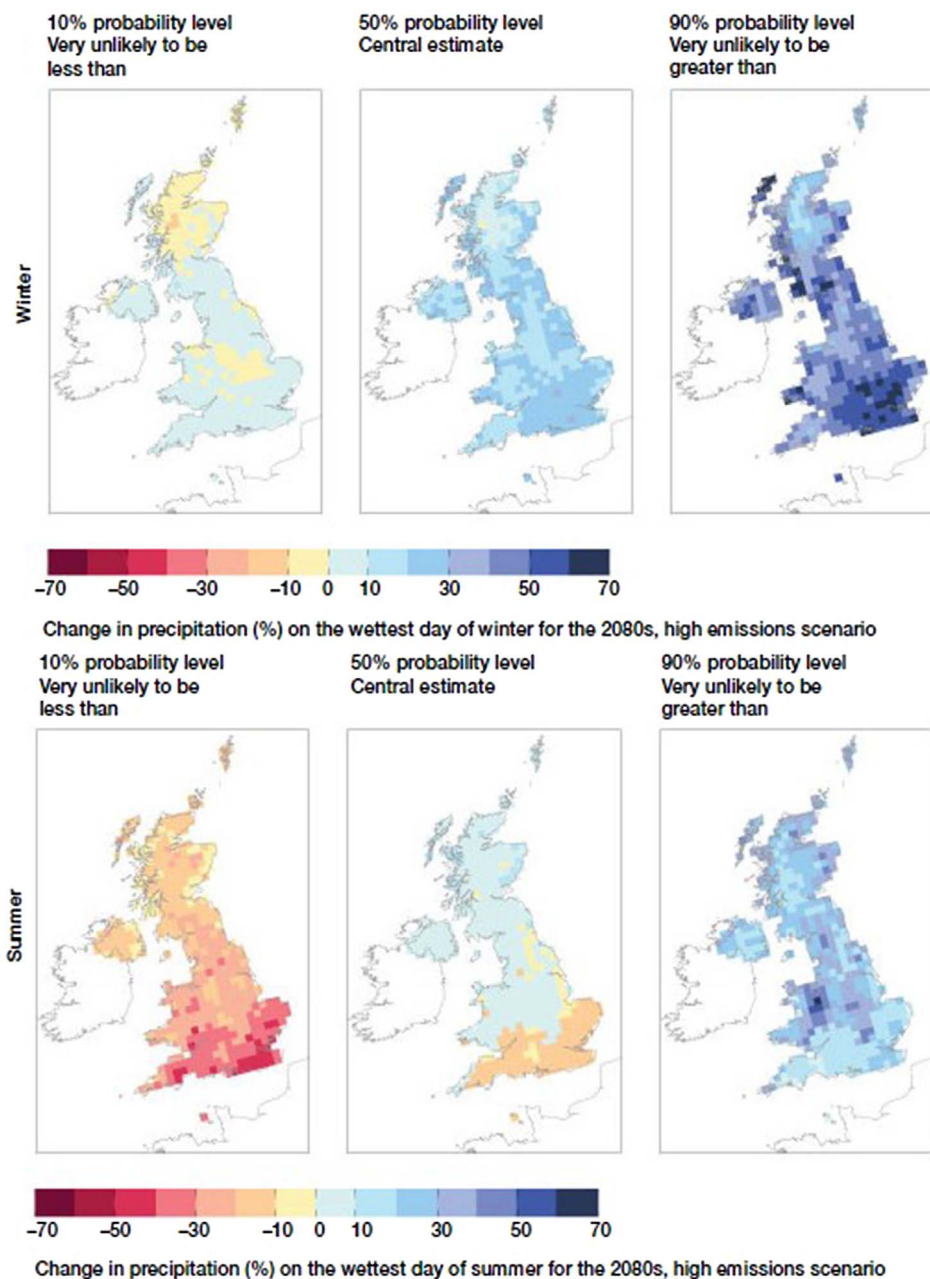 10% probability level
Very unlikely to be
less than
50% probability level
Central estimate
90% probability level
Very unlikely to be
greater than
Winter
–70 –50 –30 –10 0 10 30 50 70
Change in precipitation (%) on the wettest day of winter for the 2080s, high emissions scenario
10% probability level
Very unlikely to be
less than
50% probability level
Central estimate
90% probability level
Very unlikely to be
greater than
Summer
–70 –50 –30 –10 0 10 30 50 70
Change in precipitation (%) on the wettest day of summer for the 2080s, high emissions scenario